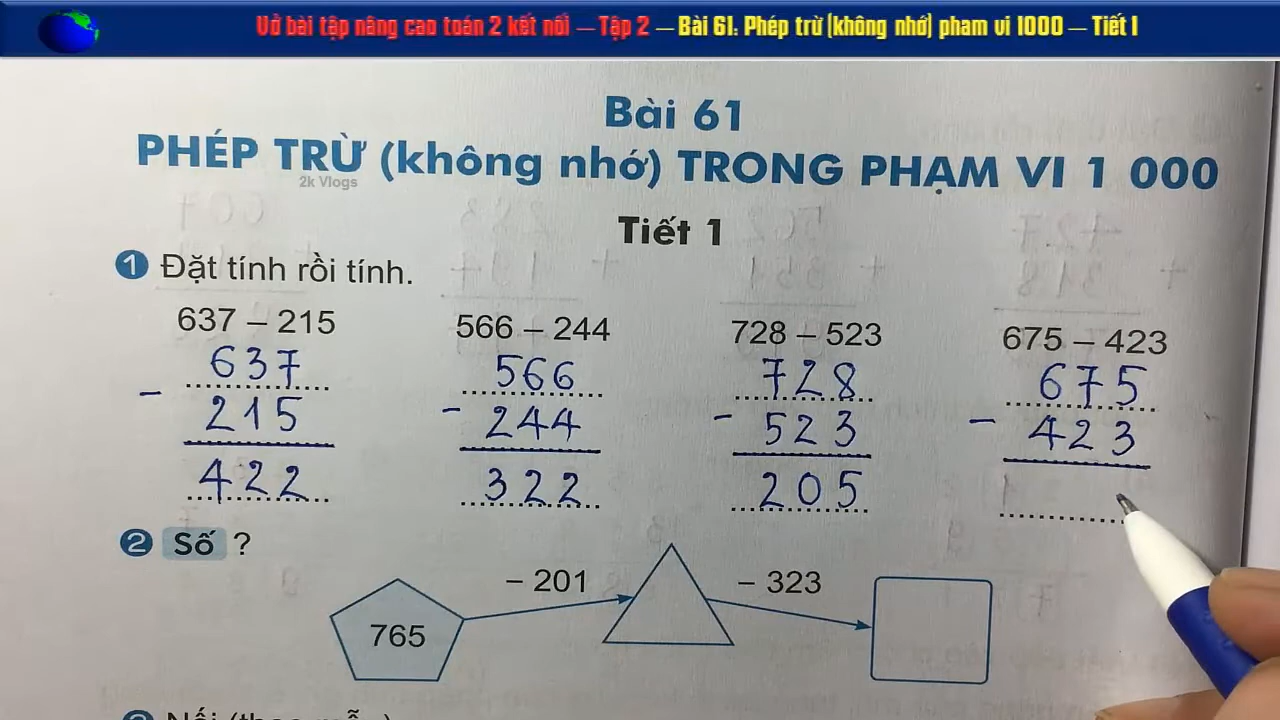 Vở bài tập nâng cao toán 2 kết nối – Tập 2 – Bài 61: Phép trừ (không nhớ) pham vi 1000 – Tiết 1
Bài 61
PHÉP TRỪ (không nhớ) TRONG PHẠM VI 1 000
2k Vlogs
Tiết 1
1 Đặt tính rồi tính.
637 – 215 566 – 244 728 – 523 675 – 423
637 566 728 675
- 215 - 244 - 523 - 423
422 322 205
2 Số ?
– 201 – 323
765